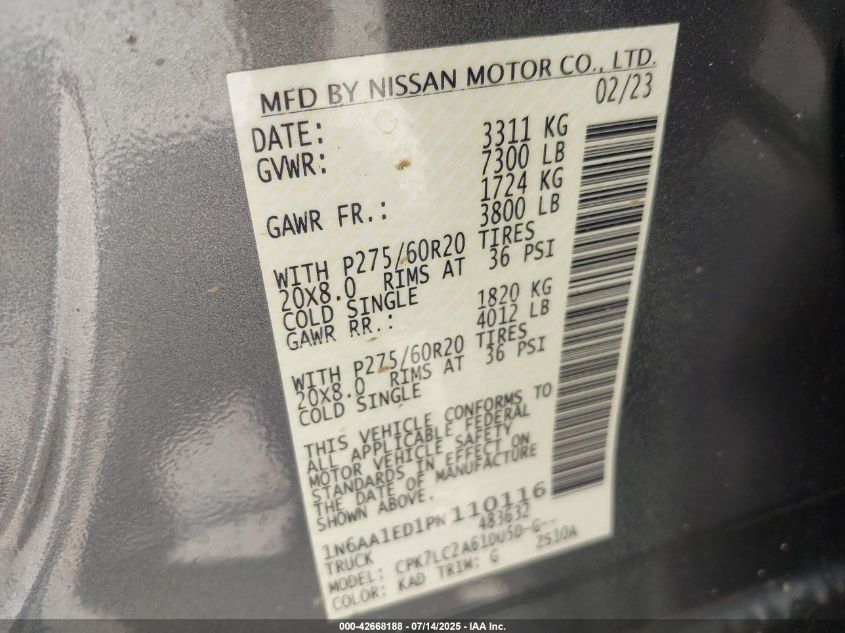 MFD BY NISSAN MOTOR CO., LTD.
DATE: 02/23
GVWR: 3311 KG
7300 LB
GAWR FR.: 1724 KG
3800 LB
WITH P275/60R20 TIRES
20X8.0 RIMS AT 36 PSI
COLD SINGLE
GAWR RR.: 1820 KG
4012 LB
WITH P275/60R20 TIRES
20X8.0 RIMS AT 36 PSI
COLD SINGLE
THIS VEHICLE CONFORMS TO
ALL APPLICABLE FEDERAL
MOTOR VEHICLE SAFETY
STANDARDS IN EFFECT ON
THE DATE OF MANUFACTURE
SHOWN ABOVE.
1N6AA1ED1PN110116
TRUCK 483632
MODEL: CPK7LC2A61DU5D-G--
COLOR: KAD TRIM: G 2510A
000-42668188 - 07/14/2025 - IAA Inc.